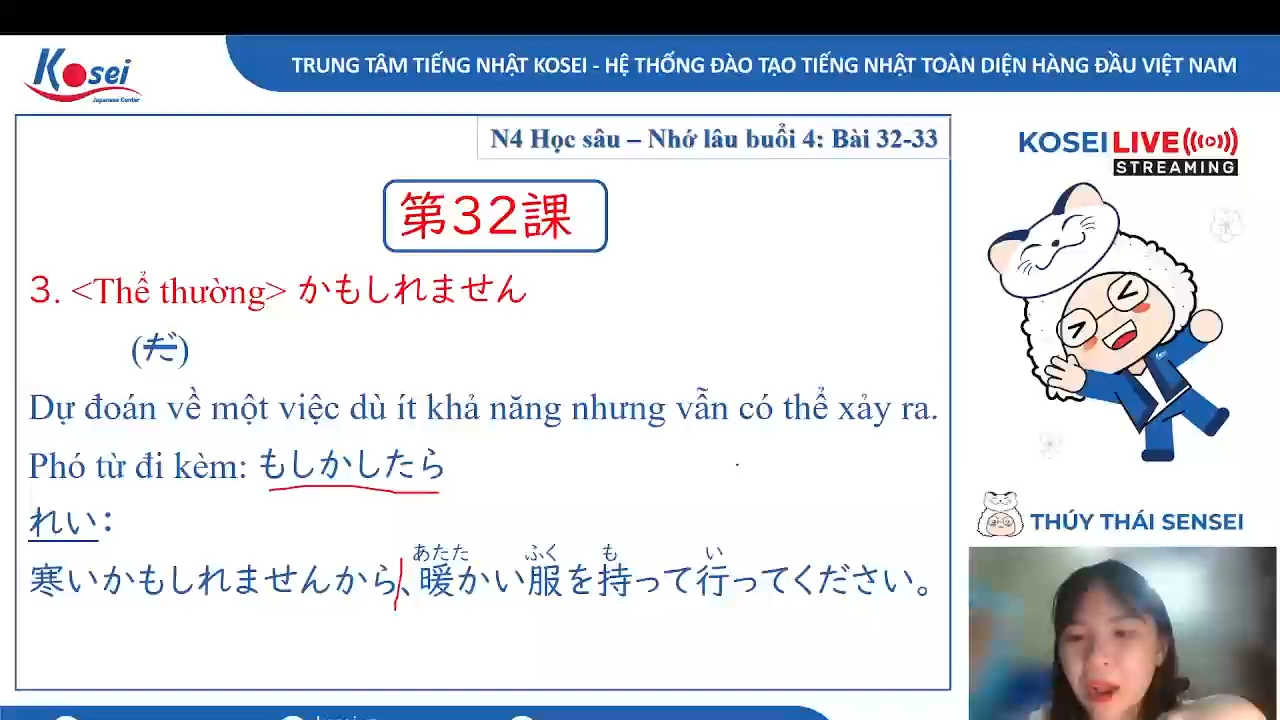 Kosei
Japanese Center
TRUNG TÂM TIẾNG NHẬT KOSEI - HỆ THỐNG ĐÀO TẠO TIẾNG NHẬT TOÀN DIỆN HÀNG ĐẦU VIỆT NAM
N4 Học sâu – Nhớ lâu buổi 4: Bài 32-33
第32課
3. <Thể thường> かもしれません
(だ)
Dự đoán về một việc dù ít khả năng nhưng vẫn có thể xảy ra.
Phó từ đi kèm: もしかしたら
れい:
あたた ふく も い
寒いかもしれませんから、暖かい服を持って行ってください。
KOSEI LIVE
STREAMING
THÚY THÁI SENSEI